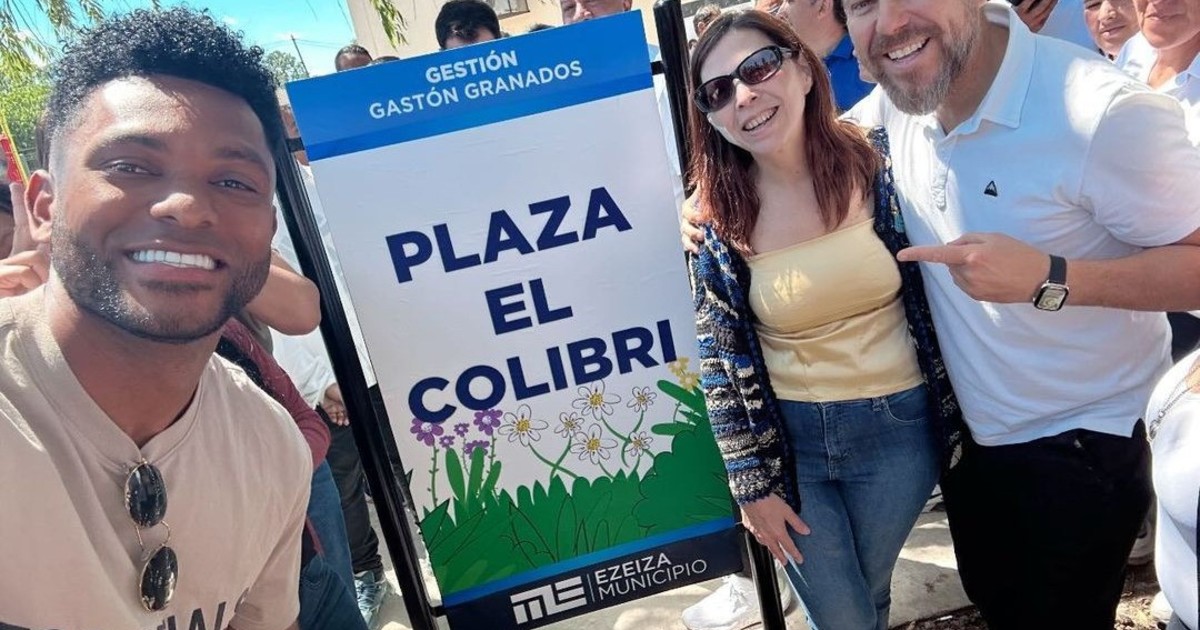 GESTIÓN
GASTÓN GRANADOS
PLAZA
EL
COLIBRI
EZEIZA
MUNICIPIO